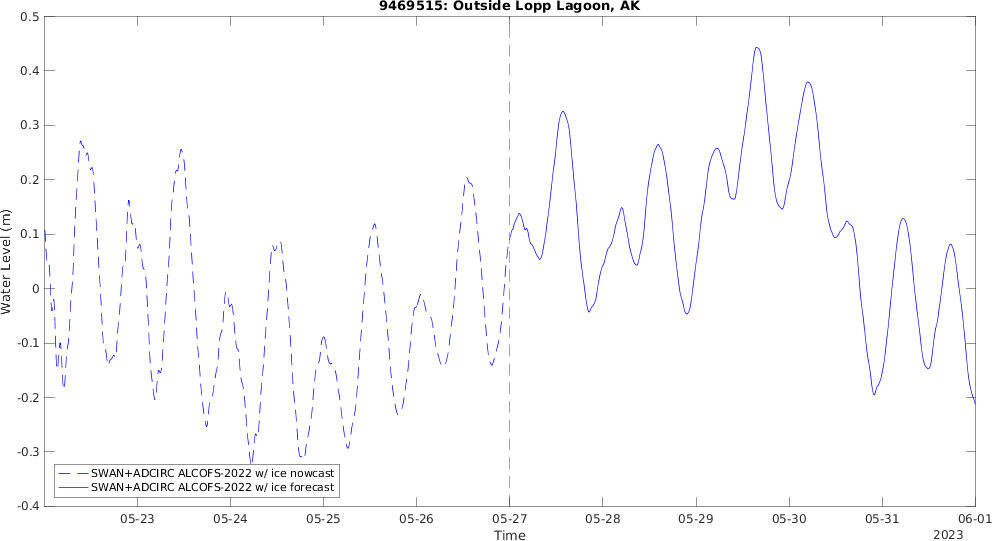 9469515: Outside Lopp Lagoon, AK
0.5
0.4
0.3
0.2
0.1
0
-0.1
-0.2
-0.3
-0.4
Water Level (m)
SWAN+ADCIRC ALCOFS-2022 w/ ice nowcast
SWAN+ADCIRC ALCOFS-2022 w/ ice forecast
05-23 05-24 05-25 05-26 05-27 05-28 05-29 05-30 05-31 06-01
Time
2023